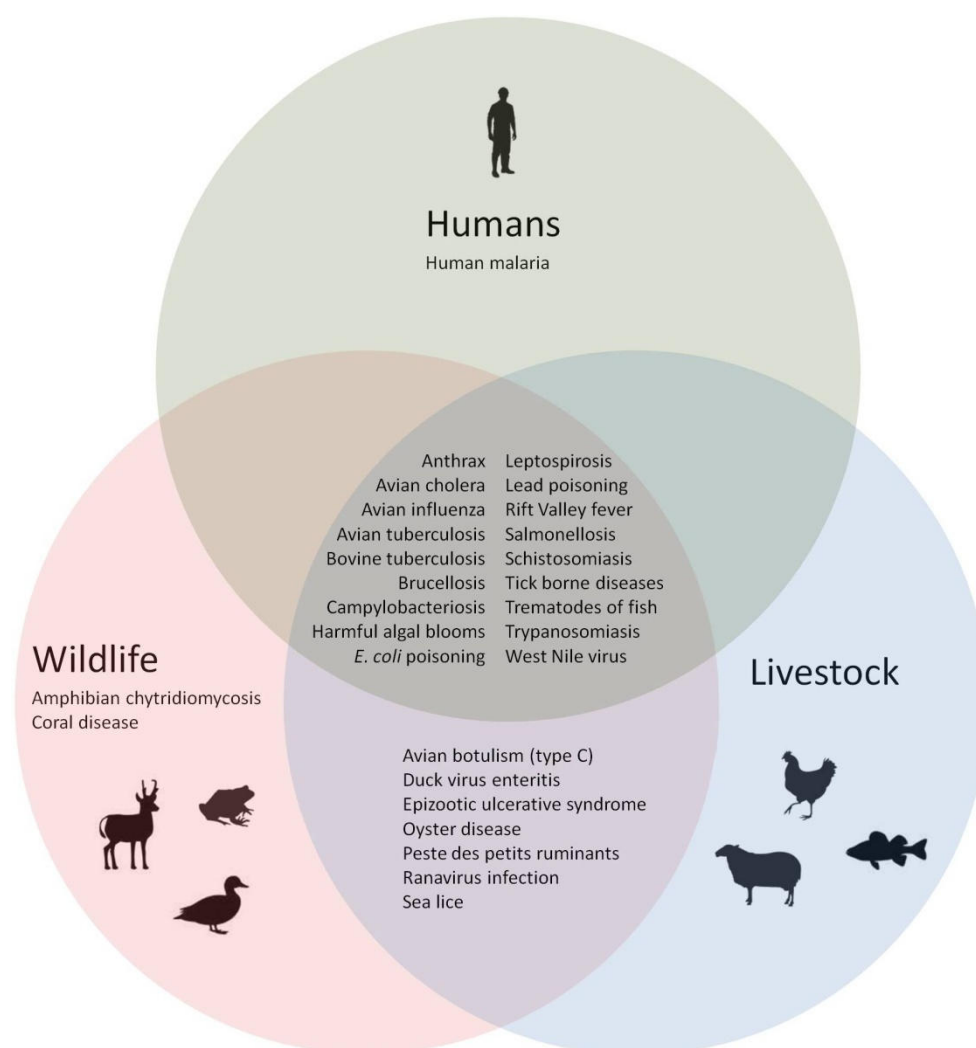 Humans
Human malaria
Anthrax Leptospirosis
Avian cholera Lead poisoning
Avian influenza Rift Valley fever
Avian tuberculosis Salmonellosis
Bovine tuberculosis Schistosomiasis
Brucellosis Tick borne diseases
Campylobacteriosis Trematodes of fish
Harmful algal blooms Trypanosomiasis
E. coli poisoning West Nile virus
Wildlife
Amphibian chytridiomycosis
Coral disease
Livestock
Avian botulism (type C)
Duck virus enteritis
Epizootic ulcerative syndrome
Oyster disease
Peste des petits ruminants
Ranavirus infection
Sea lice